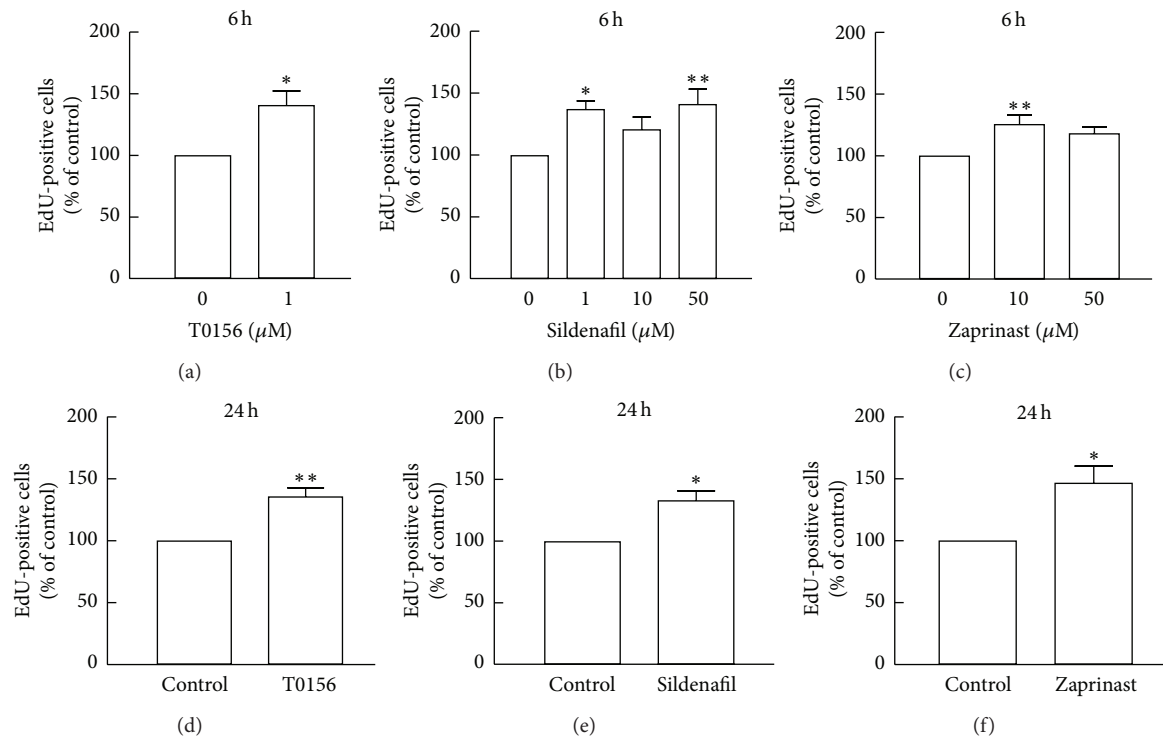 6 h
EdU-positive cells
(% of control)
200
150
100
50
0
*
0 1
T0156 (μM)
(a)
6 h
EdU-positive cells
(% of control)
200
150
100
50
0
* **
0 1 10 50
Sildenafil (μM)
(b)
6 h
EdU-positive cells
(% of control)
200
150
100
50
0
**
0 10 50
Zaprinast (μM)
(c)
24 h
EdU-positive cells
(% of control)
200
150
100
50
0
**
Control T0156
(d)
24 h
EdU-positive cells
(% of control)
200
150
100
50
0
*
Control Sildenafil
(e)
24 h
EdU-positive cells
(% of control)
200
150
100
50
0
*
Control Zaprinast
(f)